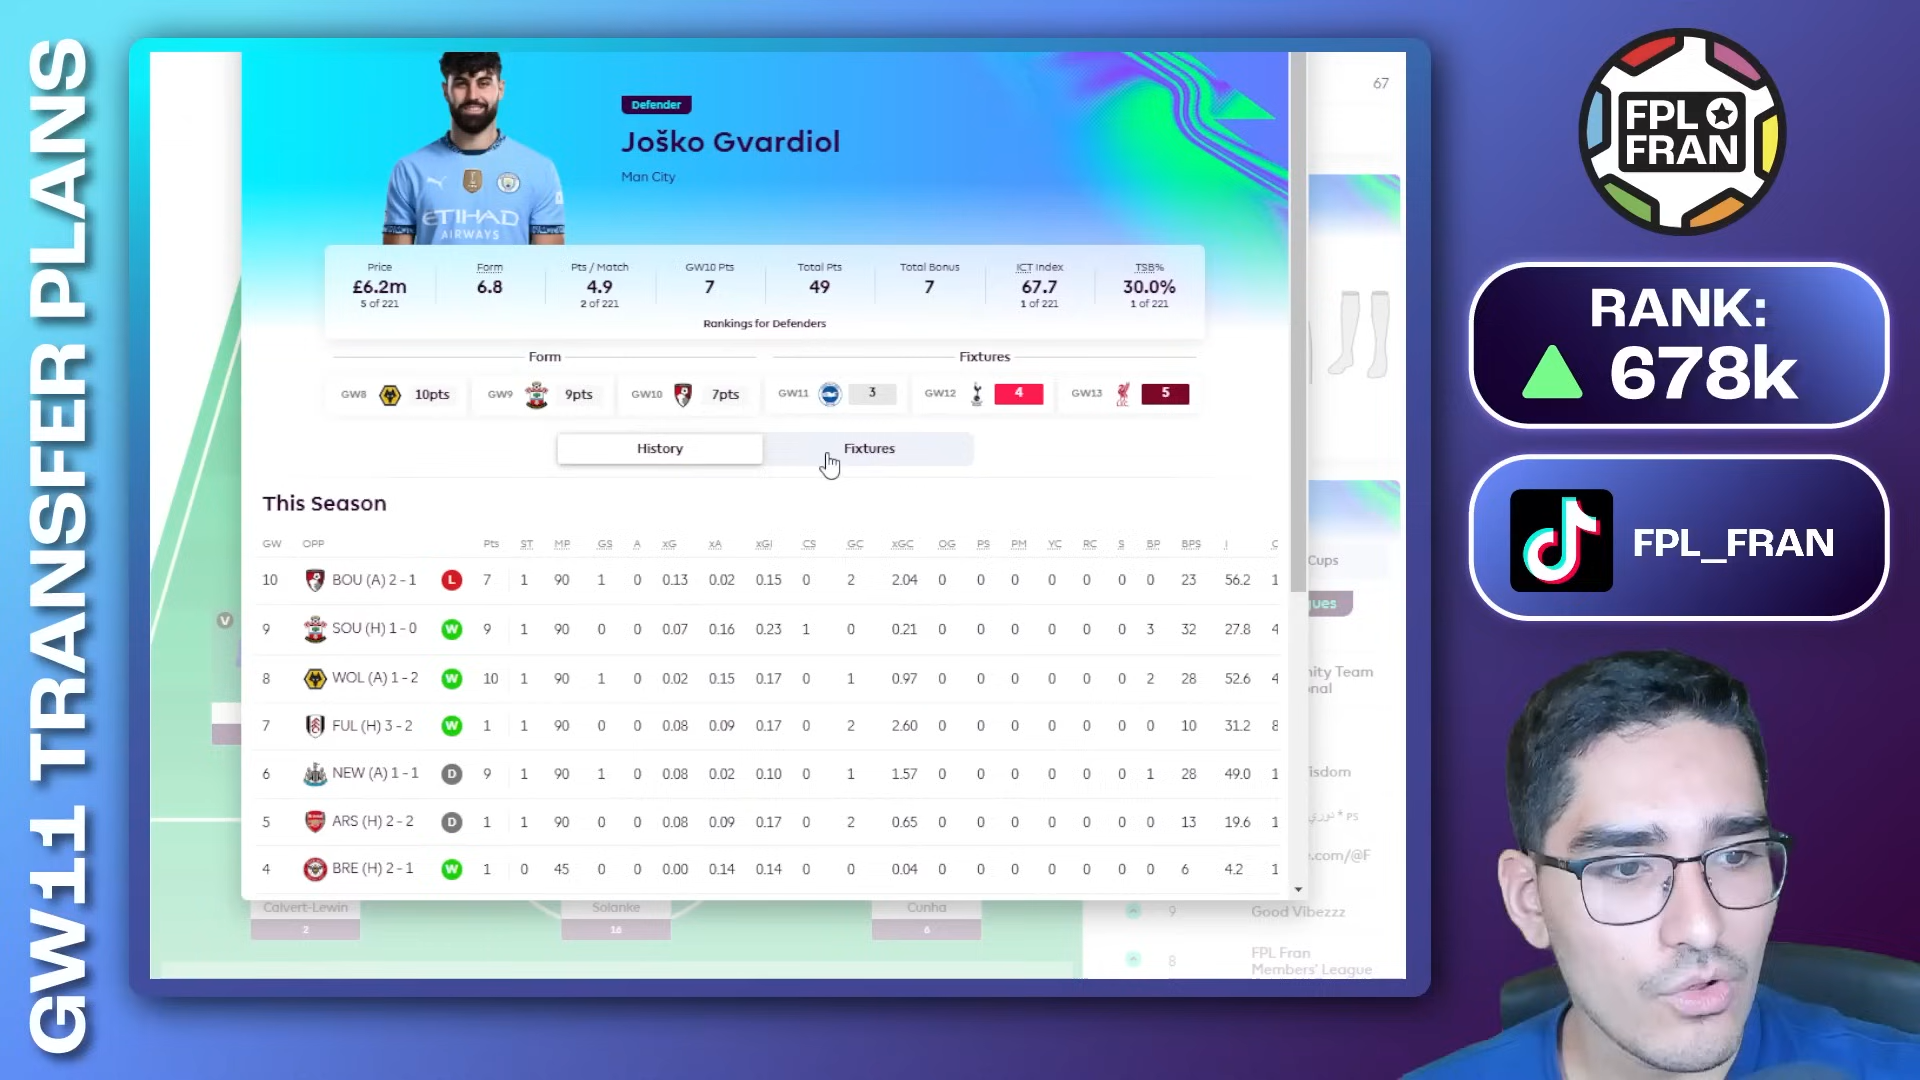 GW11 TRANSFER PLANS
Defender
Joško Gvardiol
Man City
ETIHAD
AIRWAYS
Price Form Pts / Match GW10 Pts Total Pts Total Bonus ICT Index TSB%
£6.2m 6.8 4.9 7 49 7 67.7 30.0%
5 of 221 2 of 221 1 of 221 1 of 221
Rankings for Defenders
Form Fixtures
GW8 10pts GW9 9pts GW10 7pts GW11 3 GW12 4 GW13 5
History Fixtures
This Season
GW OPP Pts ST MP GS A xG xA xGI CS GC xGC OG PS PM YC RC S BP BPS I C
10 BOU (A) 2 - 1 L 7 1 90 1 0 0.13 0.02 0.15 0 2 2.04 0 0 0 0 0 0 0 23 56.2 1
9 SOU (H) 1 - 0 W 9 1 90 0 0 0.07 0.16 0.23 1 0 0.21 0 0 0 0 0 0 3 32 27.8 4
8 WOL (A) 1 - 2 W 10 1 90 1 0 0.02 0.15 0.17 0 1 0.97 0 0 0 0 0 0 2 28 52.6 4
7 FUL (H) 3 - 2 W 1 1 90 0 0 0.08 0.09 0.17 0 2 2.60 0 0 0 0 0 0 0 10 31.2 8
6 NEW (A) 1 - 1 D 9 1 90 1 0 0.08 0.02 0.10 0 1 1.57 0 0 0 0 0 0 1 28 49.0 1
5 ARS (H) 2 - 2 D 1 1 90 0 0 0.08 0.09 0.17 0 2 0.65 0 0 0 0 0 0 0 13 19.6 1
4 BRE (H) 2 - 1 W 1 0 45 0 0 0.00 0.14 0.14 0 0 0.04 0 0 0 0 0 0 0 6 4.2 1
V
Calvert-Lewin Solanke Cunha
2 16 6
67
Cups
ues
nity Team
nal
isdom
.com/@F
9 Good Vibezzz
8 FPL Fran
Members' League
FPL
FRAN
RANK:
678k
FPL_FRAN